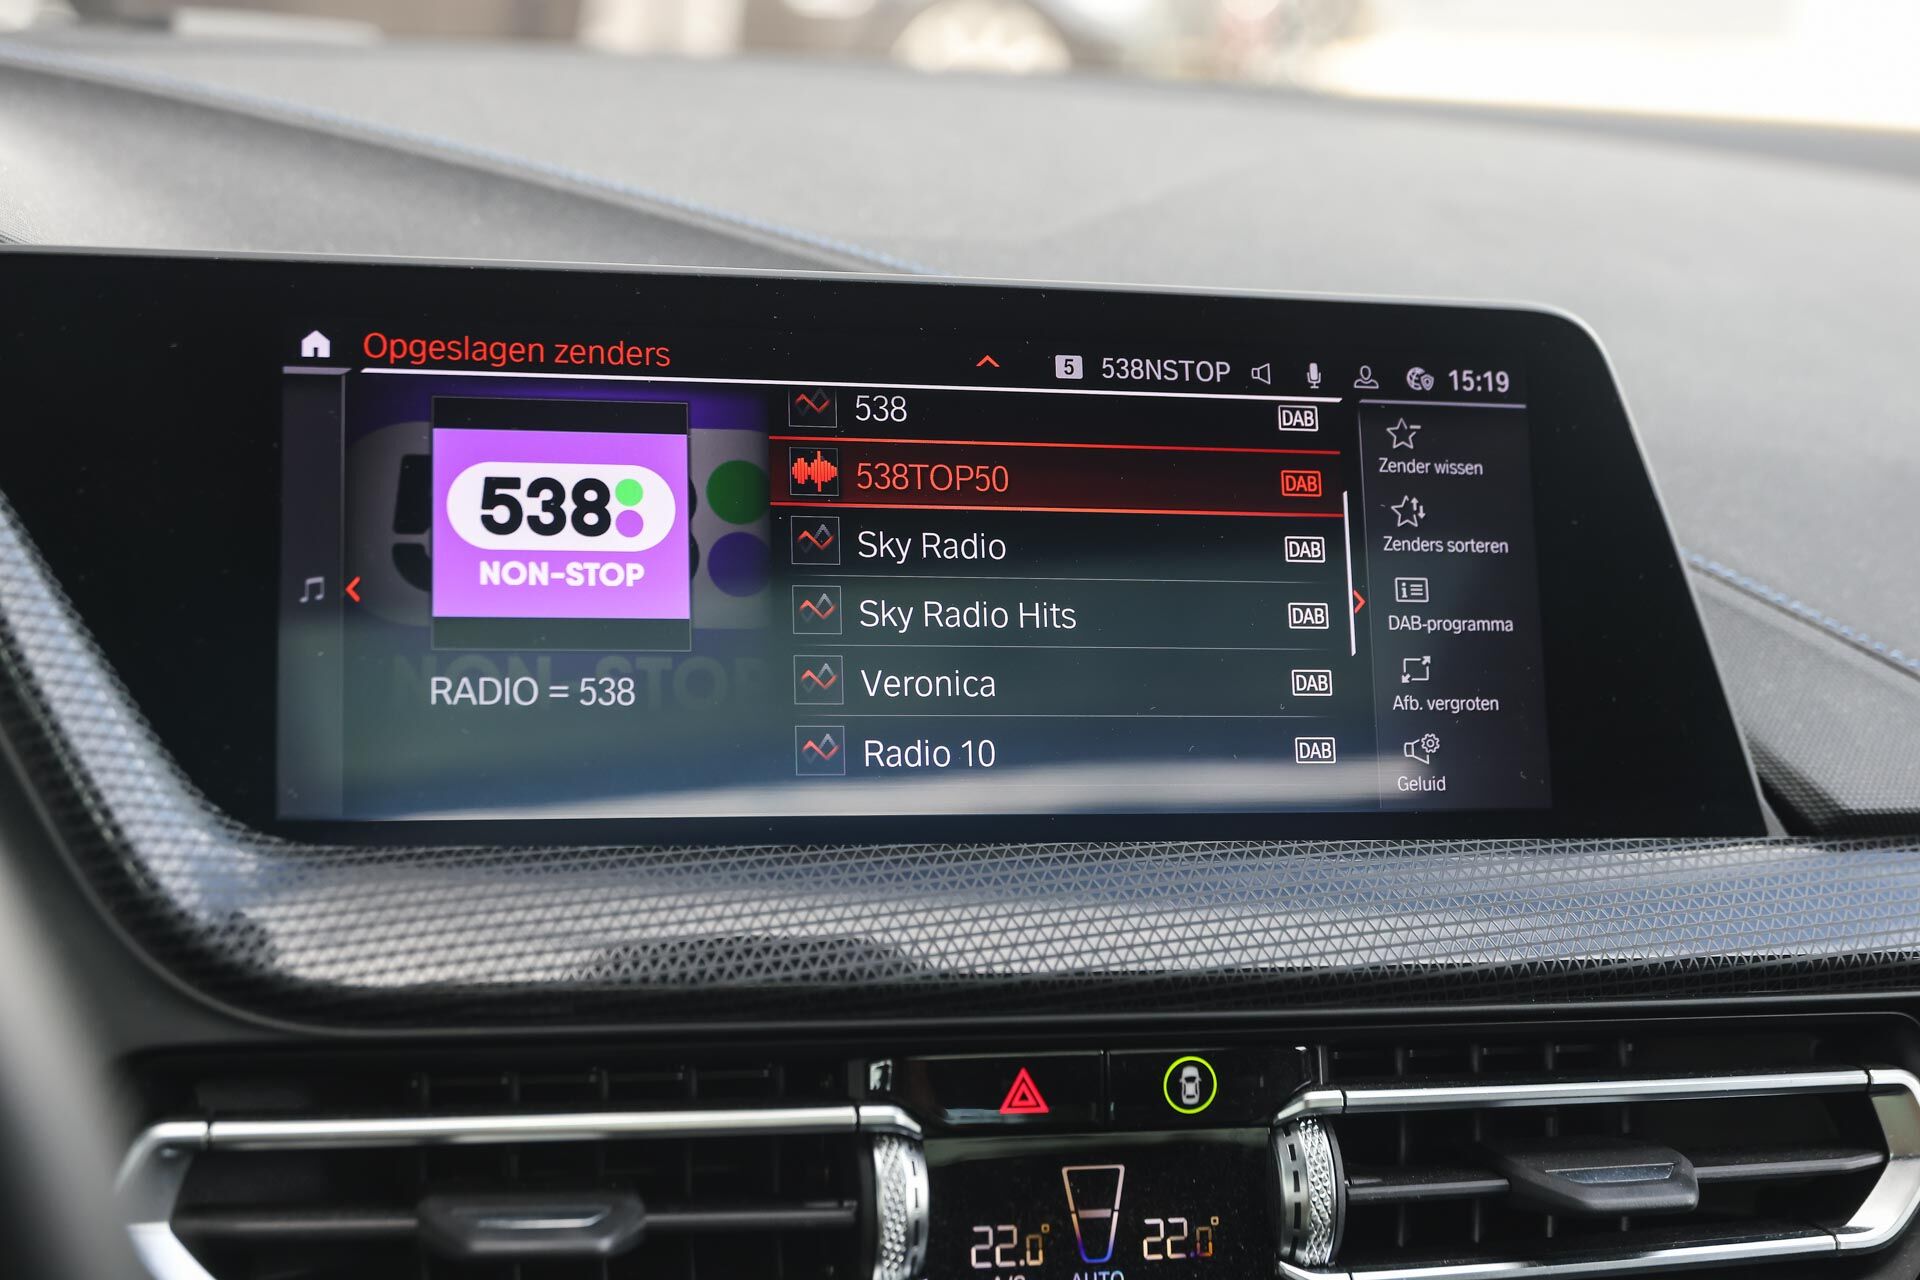 Opgeslagen zenders
5 538NSTOP 15:19
538:
NON-STOP
RADIO = 538
538 DAB
538TOP50 DAB
Sky Radio DAB
Sky Radio Hits DAB
Veronica DAB
Radio 10 DAB
Zender wissen
Zenders sorteren
DAB-programma
Afb. vergroten
Geluid
22.0° 22.0°
A/C AUTO